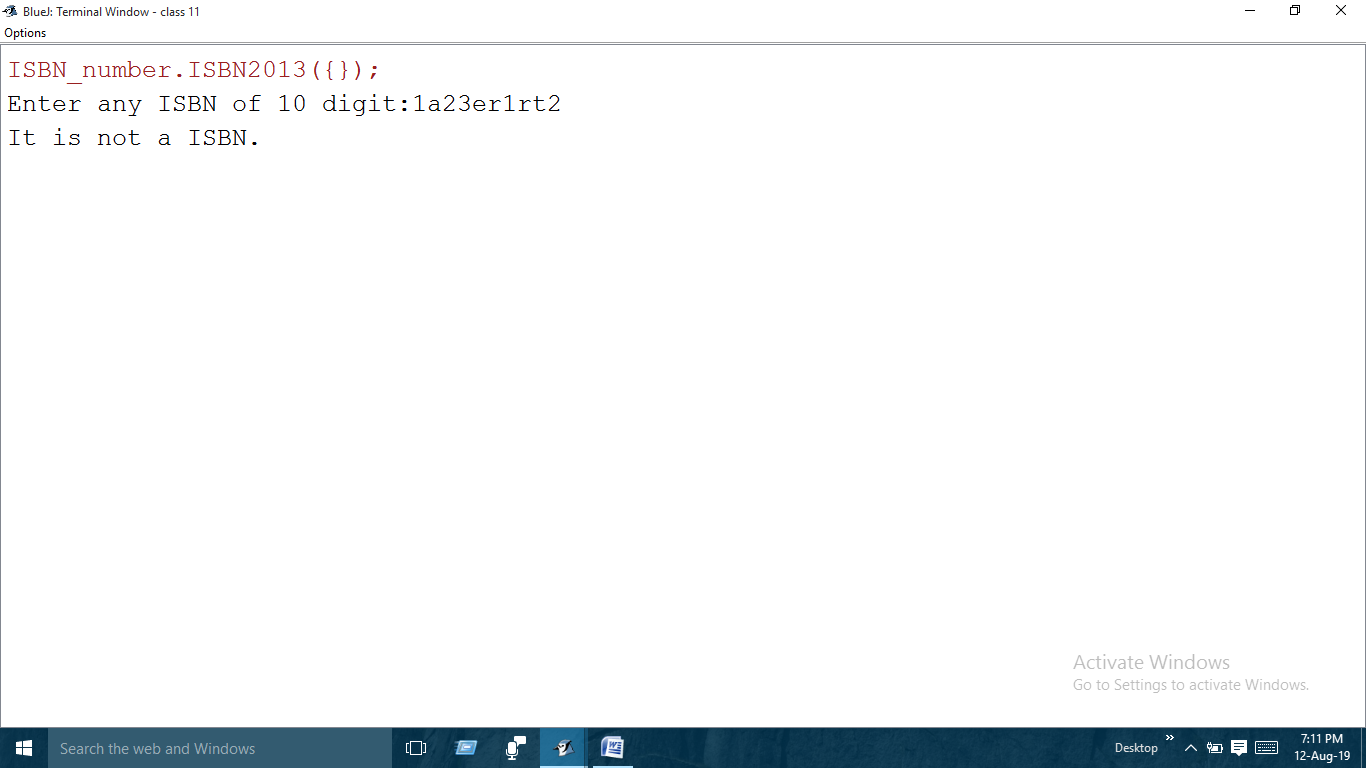 BlueJ: Terminal Window - class 11
Options
ISBN_number.ISBN2013({});
Enter any ISBN of 10 digit:1a23er1rt2
It is not a ISBN.
Activate Windows
Go to Settings to activate Windows.
Search the web and Windows
Desktop
7:11 PM
12-Aug-19